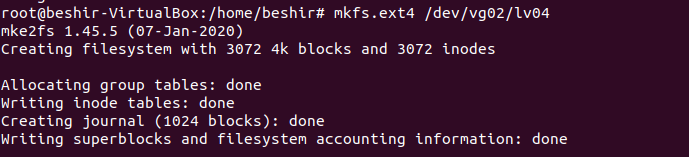 root@beshir-VirtualBox:/home/beshir# mkfs.ext4 /dev/vg02/lv04
mke2fs 1.45.5 (07-Jan-2020)
Creating filesystem with 3072 4k blocks and 3072 inodes
Allocating group tables: done
Writing inode tables: done
Creating journal (1024 blocks): done
Writing superblocks and filesystem accounting information: done